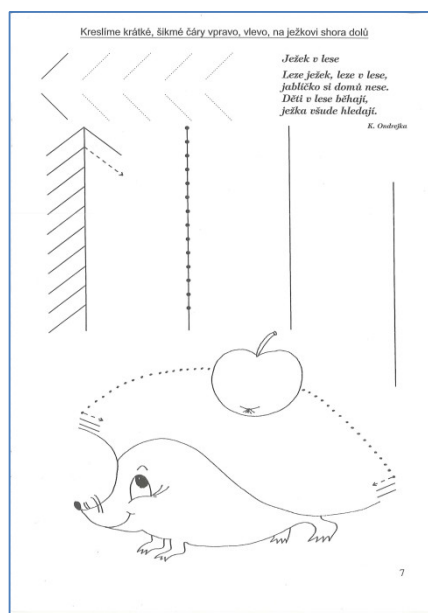 Kreslíme krátké, šikmé čáry vpravo, vlevo, na ježkovi shora dolů
Ježek v lese
Leze ježek, leze v lese,
jablíčko si domů nese.
Děti v lese běhají,
ježka všude hledají.
K. Ondrejka
7